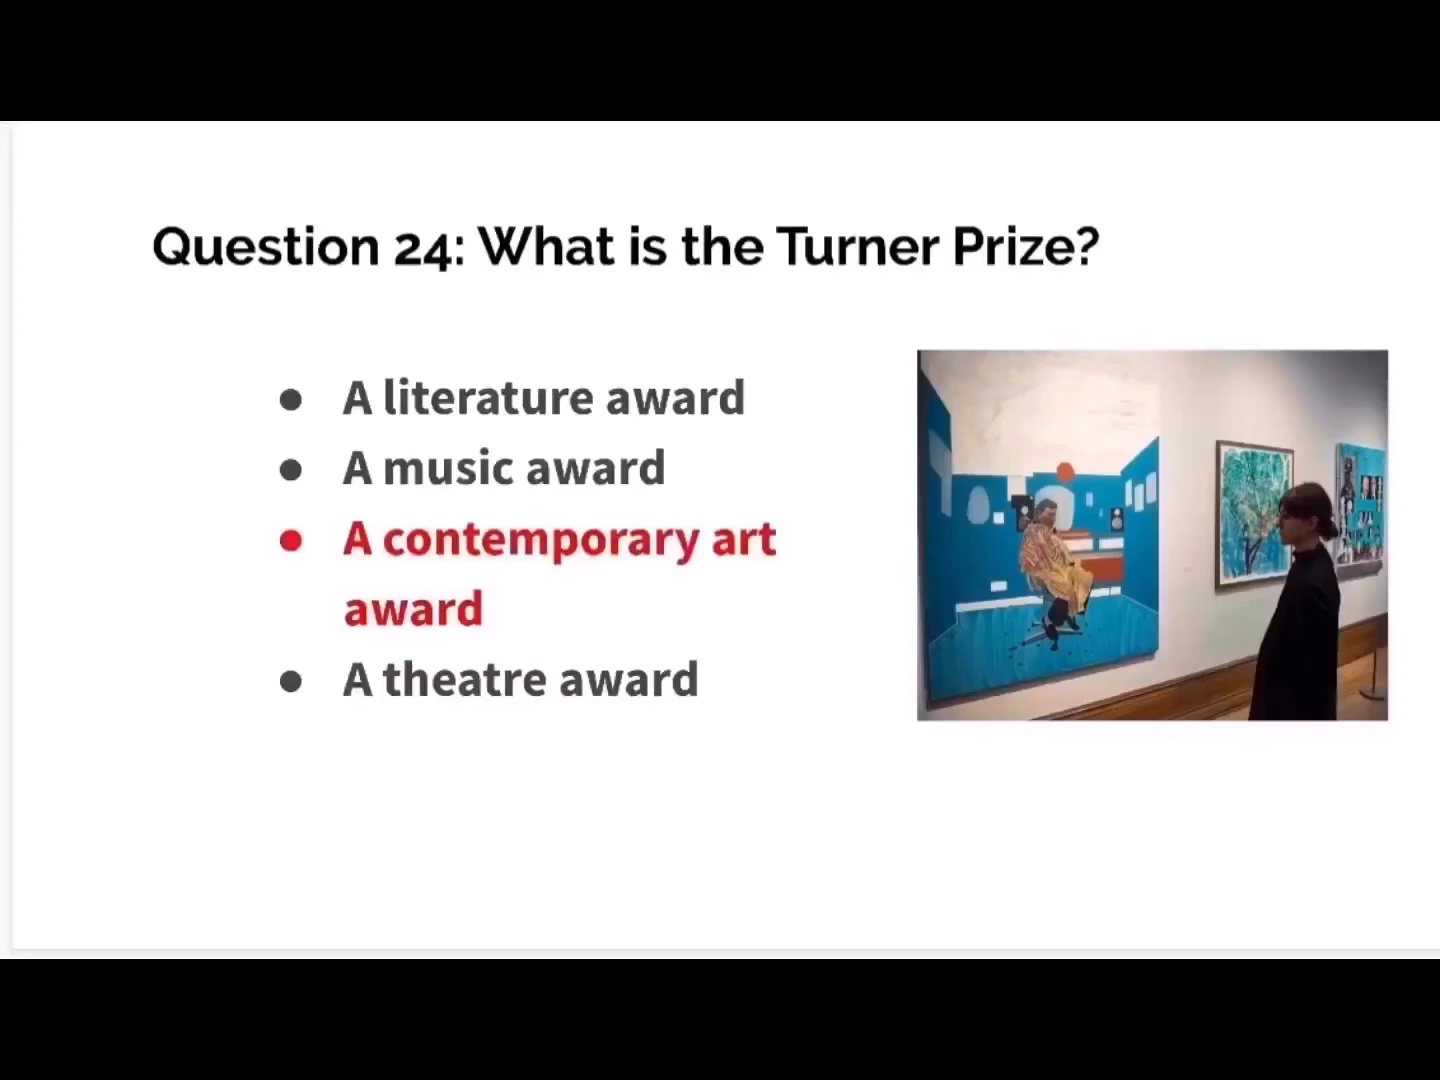 Question 24: What is the Turner Prize?
● A literature award
● A music award
● A contemporary art
award
● A theatre award